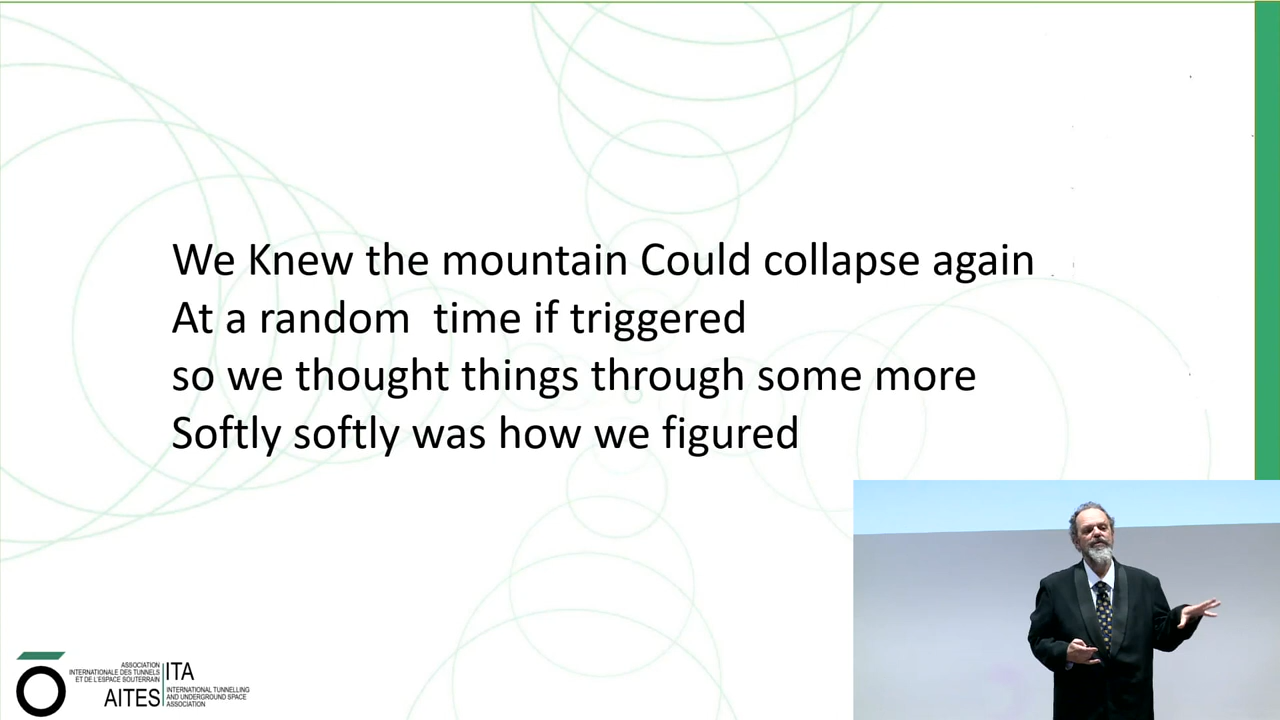 We Knew the mountain Could collapse again
At a random  time if triggered
so we thought things through some more
Softly softly was how we figured
ASSOCIATION
INTERNATIONALE DES TUNNELS
ET DE L'ESPACE SOUTERRAIN
AITES
ITA
INTERNATIONAL TUNNELLING
AND UNDERGROUND SPACE
ASSOCIATION